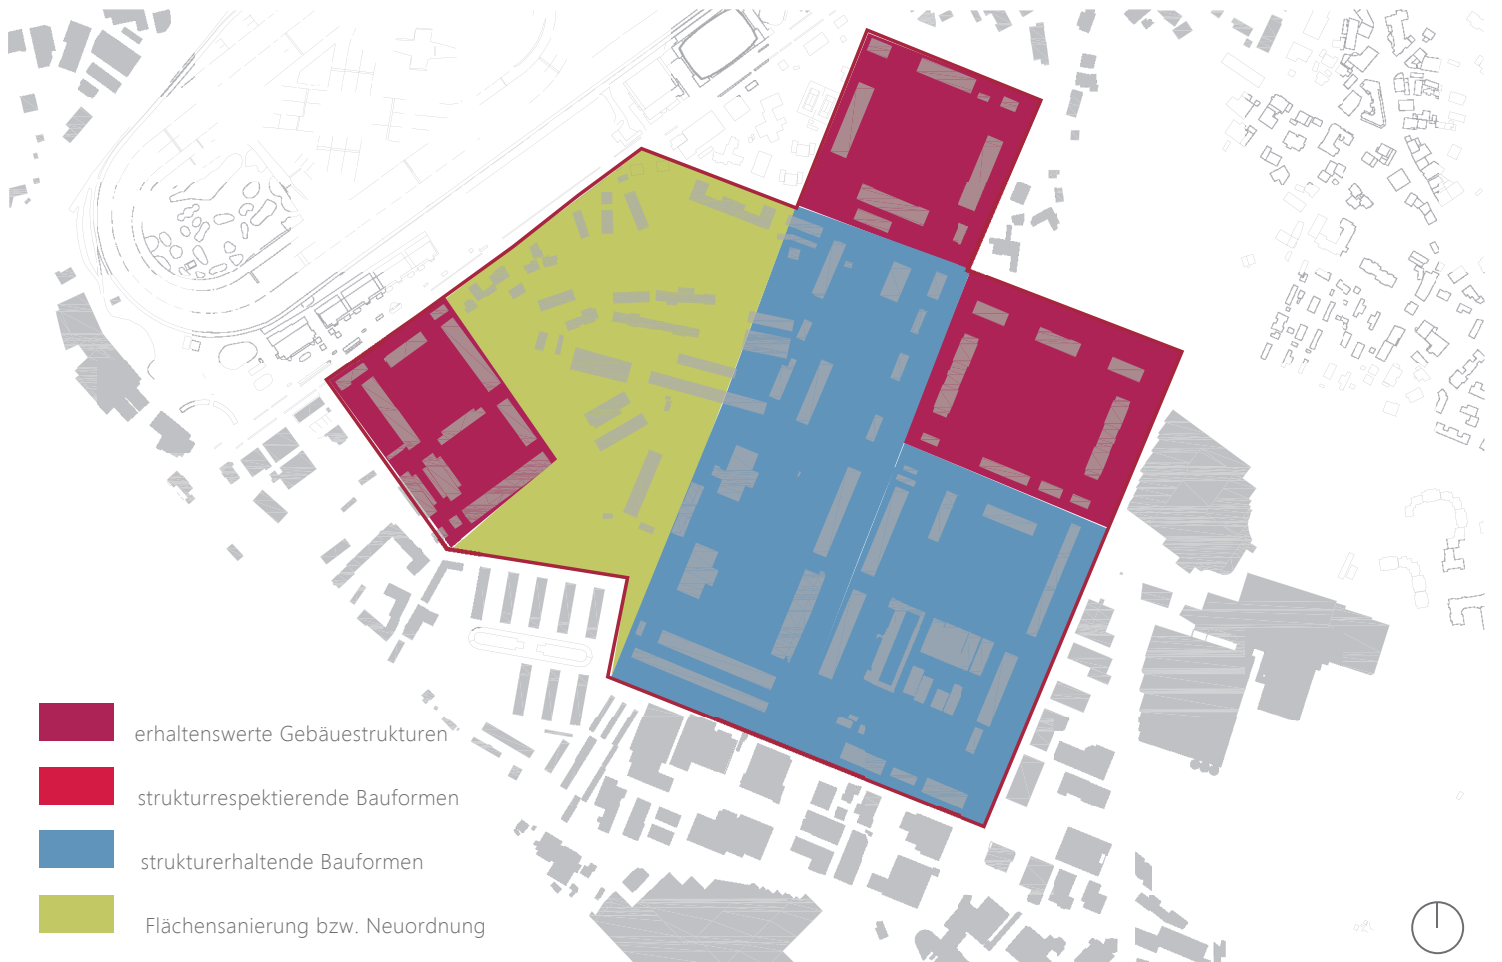 erhaltenswerte Gebäuestrukturen
strukturrespektierende Bauformen
strukturerhaltende Bauformen
Flächensanierung bzw. Neuordnung